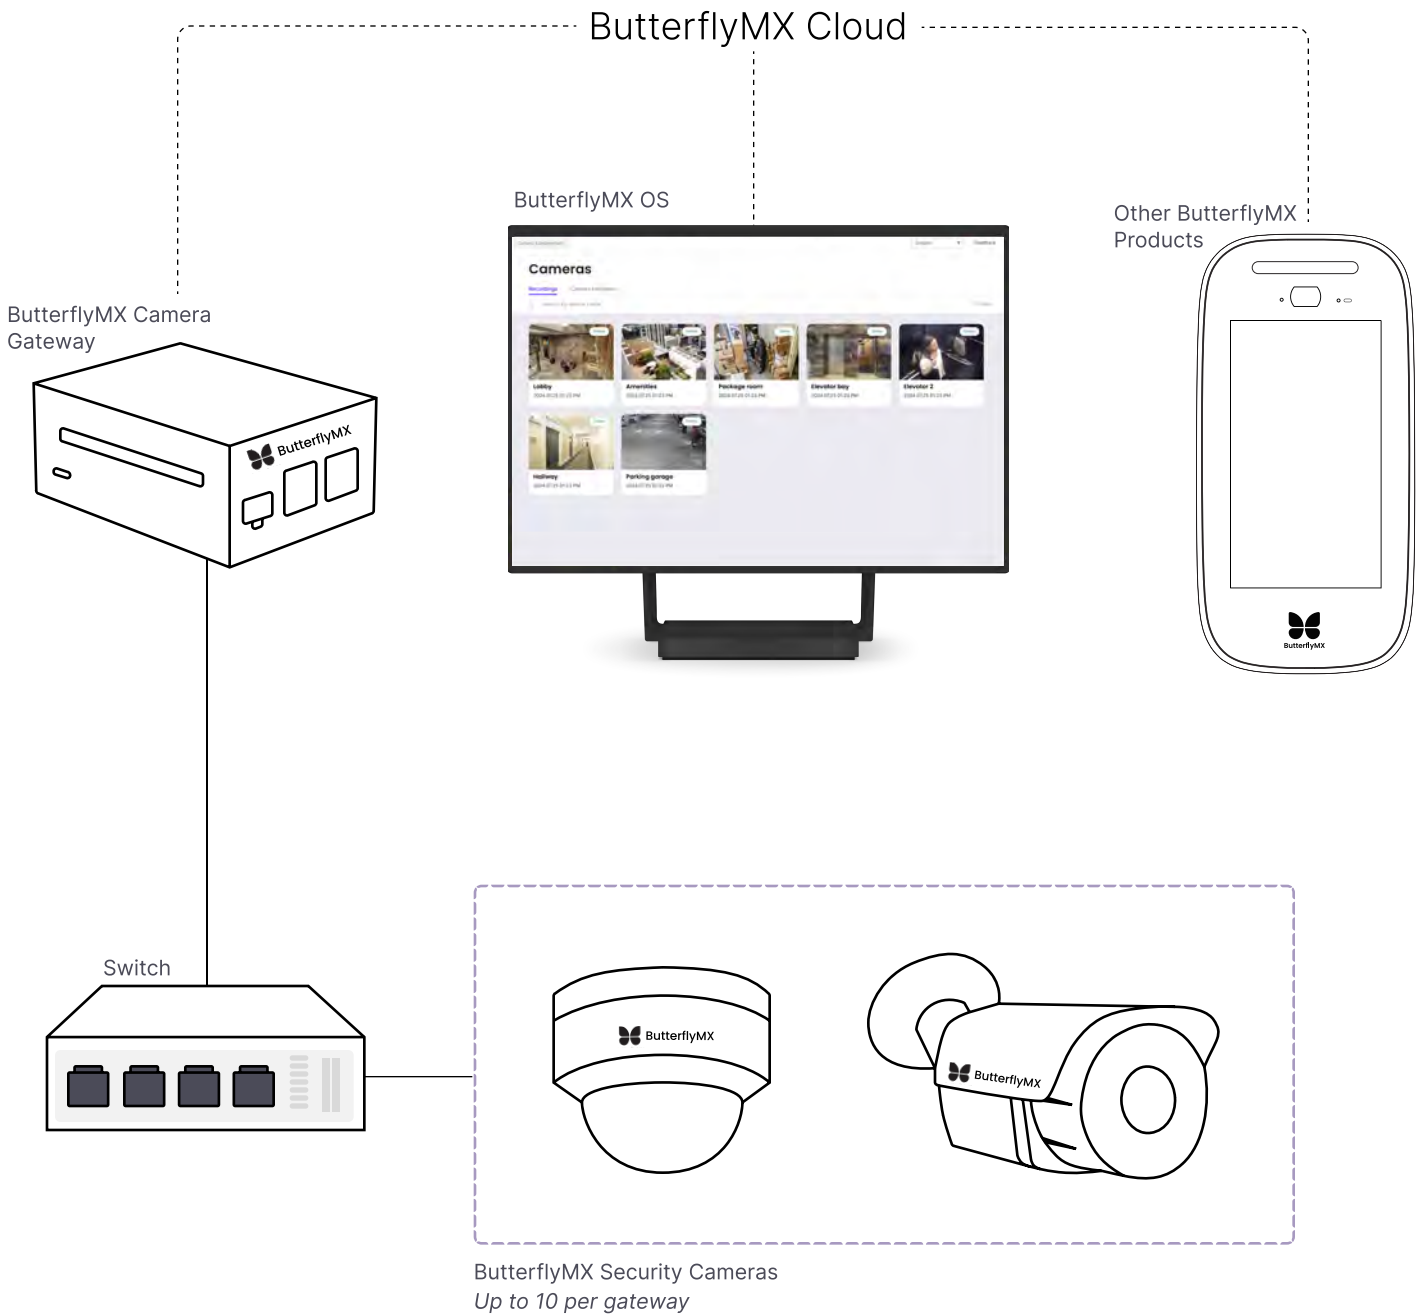 ButterflyMX Cloud
ButterflyMX OS
Other ButterflyMX
Products
ButterflyMX Camera
Gateway
ButterflyMX
Cameras
Recordings
Lobby
Amenities
Package room
Elevator bay
Elevator 2
Hallway
Parking garage
ButterflyMX
Switch
ButterflyMX
ButterflyMX
ButterflyMX Security Cameras
Up to 10 per gateway